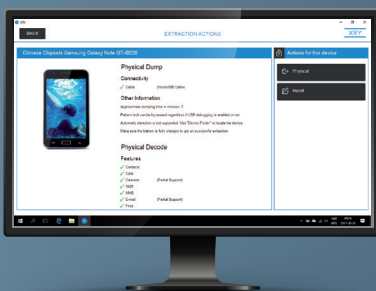 XRY
BACK
EXTRACTION ACTIONS
XRY
Chinese Chipsets Samsung Galaxy Note GT-i9220
Actions for this device
Physical Dump
Connectivity
Cable (microUSB Cable)
Other Information
Approximate dumping time in minutes: 2
Pattern lock can be bypassed regardless if USB debugging is enabled or not
Automatic detection is not supported. Use "Device Finder" to locate the device
Make sure the battery is fully charged to get an successful extraction
Physical Decode
Features
Contacts
Calls
Calendar (Partial Support)
SMS
MMS
E-mail (Partial Support)
Files
Physical
Import